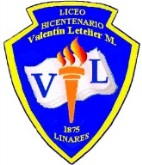 LICEO
BICENTENARIO
Valentín Letelier M.
V L
1875
LINARES